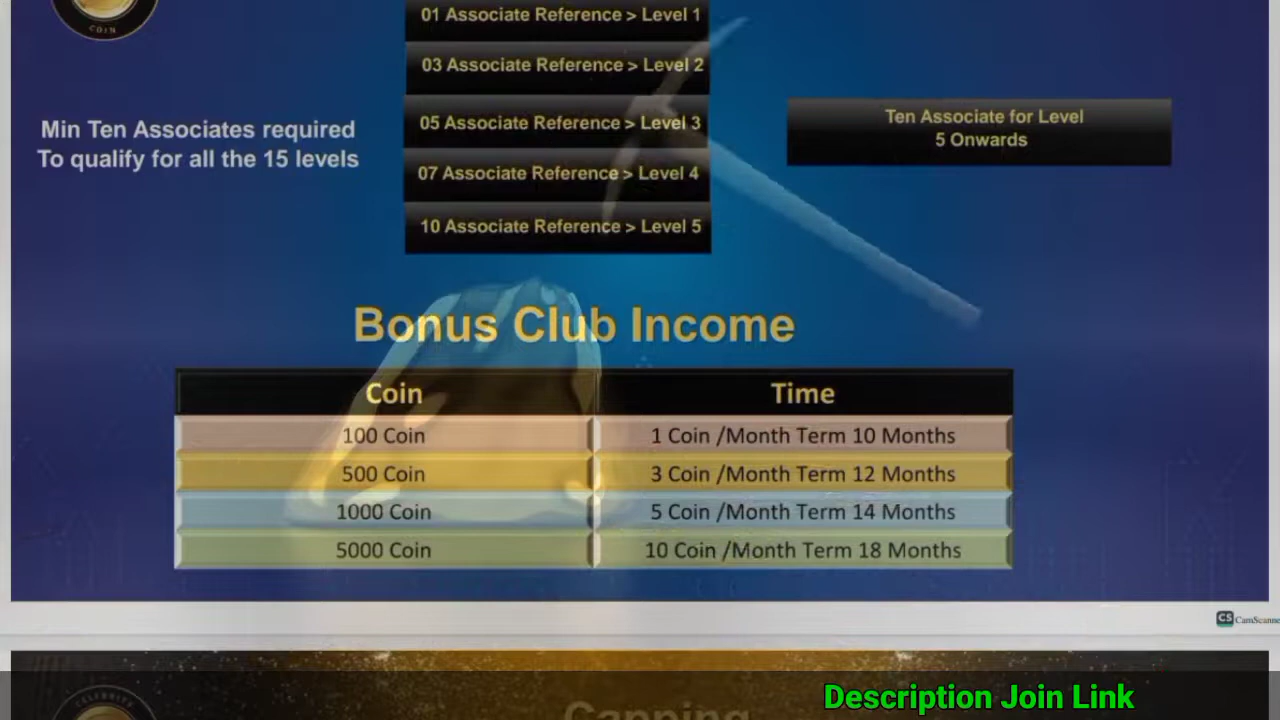 COIN
01 Associate Reference > Level 1
03 Associate Reference > Level 2
Min Ten Associates required
To qualify for all the 15 levels
05 Associate Reference > Level 3
Ten Associate for Level
5 Onwards
07 Associate Reference > Level 4
10 Associate Reference > Level 5
Bonus Club Income
Coin Time
100 Coin 1 Coin /Month Term 10 Months
500 Coin 3 Coin /Month Term 12 Months
1000 Coin 5 Coin /Month Term 14 Months
5000 Coin 10 Coin /Month Term 18 Months
CS CamScanne
CELEBRITY
Capping
Description Join Link